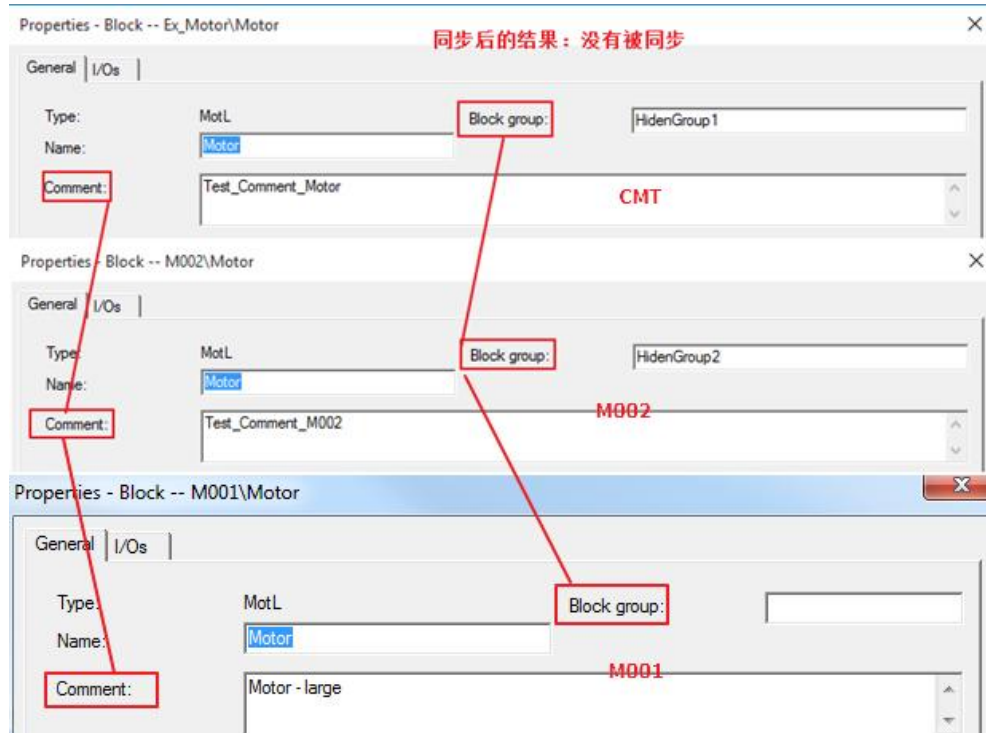 Properties - Block -- Ex_Motor\Motor
同步后的结果：没有被同步
General I/Os
Type: MotL Block group: HidenGroup1
Name: Motor
Comment: Test_Comment_Motor
CMT
Properties - Block -- M002\Motor
General I/Os
Type: MotL Block group: HidenGroup2
Name: Motor
Comment: Test_Comment_M002
M002
Properties - Block -- M001\Motor
General I/Os
Type: MotL Block group:
Name: Motor
M001
Comment: Motor - large